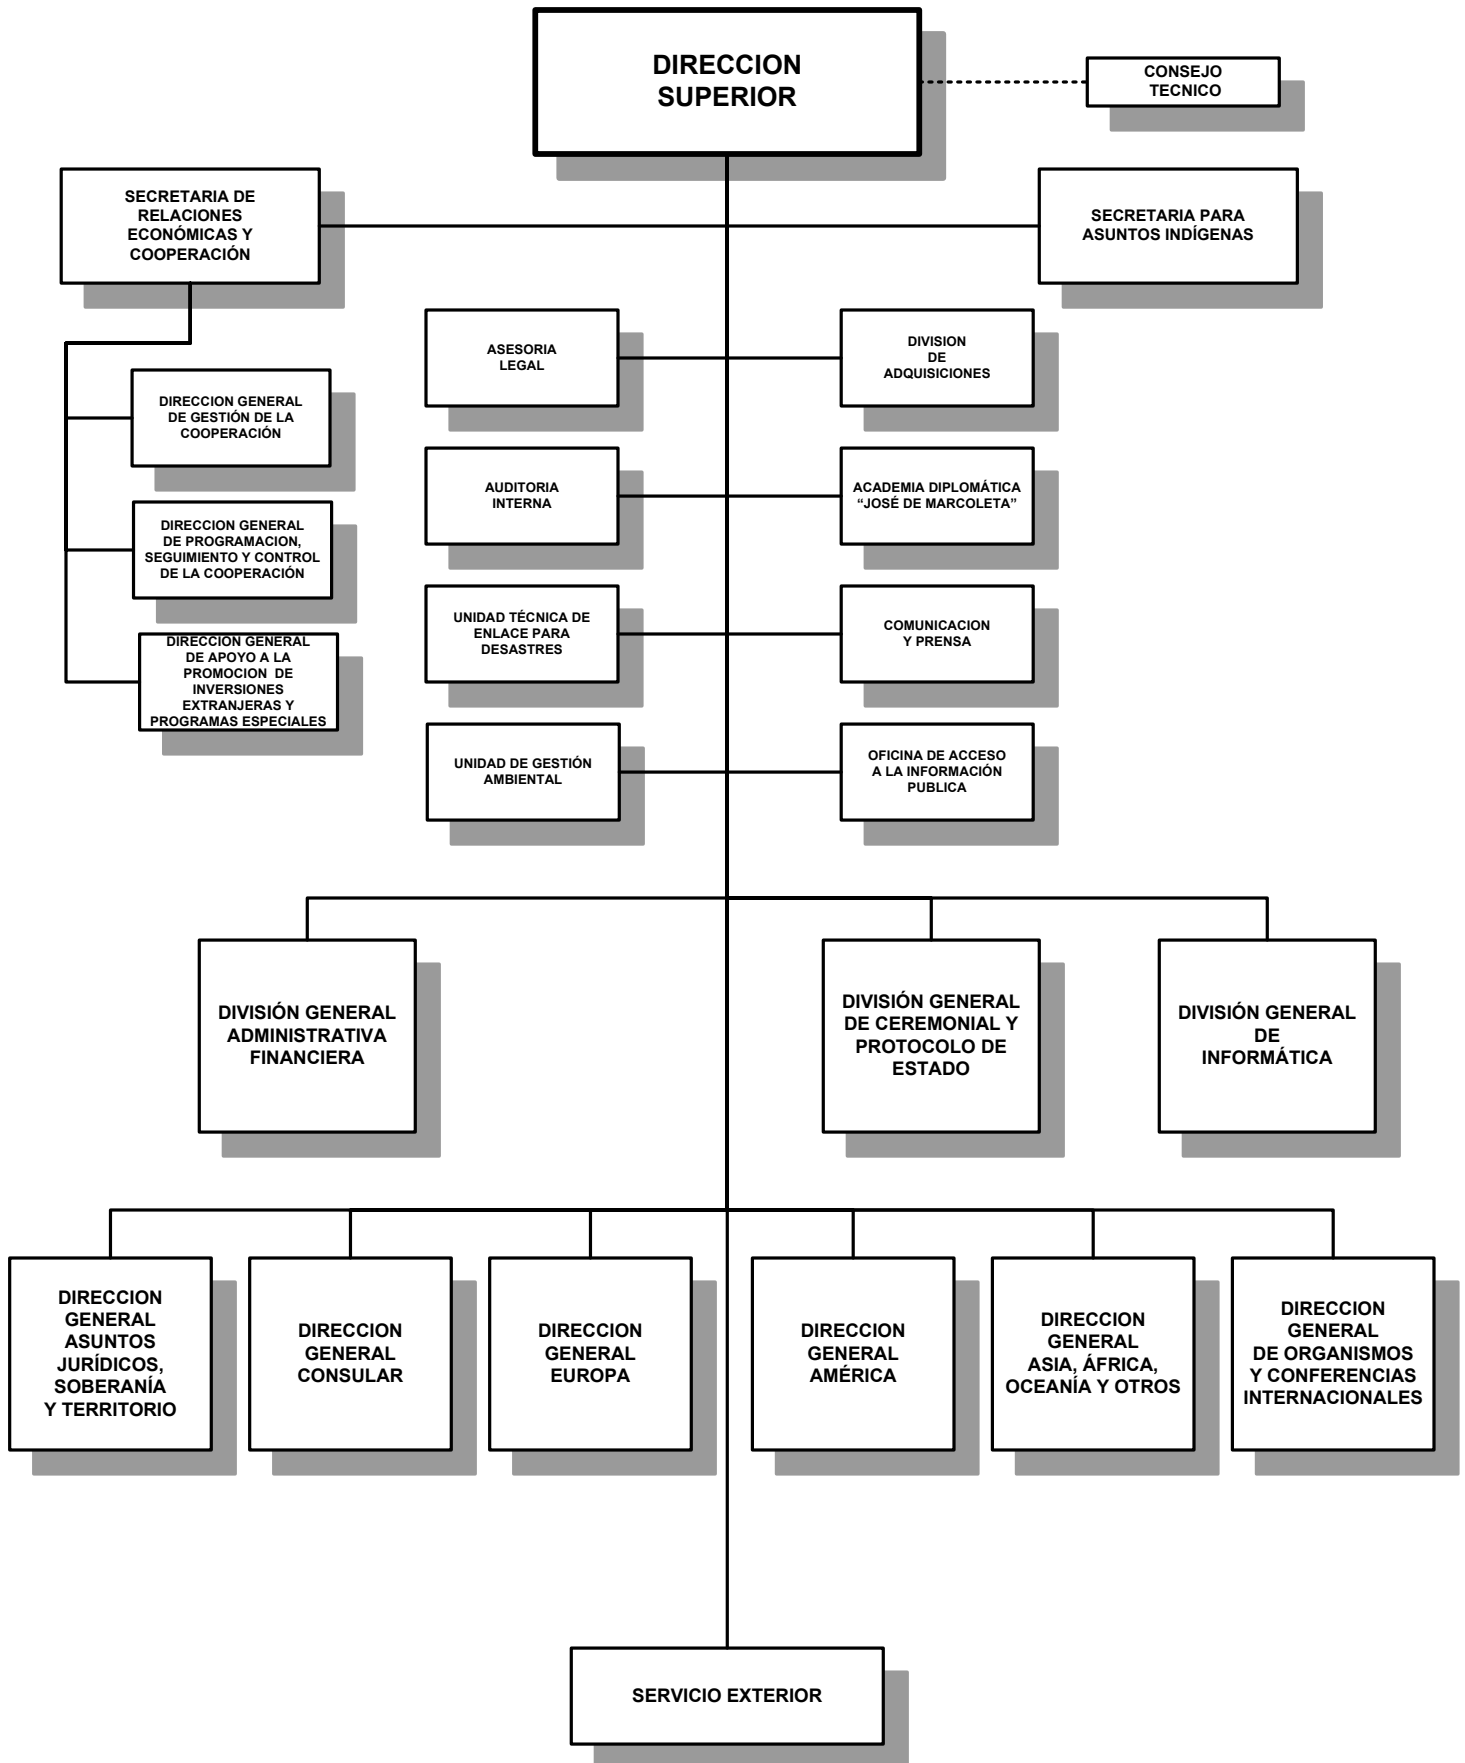 DIRECCION
SUPERIOR
CONSEJO
TECNICO
SECRETARIA DE
RELACIONES
ECONÓMICAS Y
COOPERACIÓN
SECRETARIA PARA
ASUNTOS INDÍGENAS
ASESORIA
LEGAL
DIVISION
DE
ADQUISICIONES
DIRECCION GENERAL
DE GESTIÓN DE LA
COOPERACIÓN
AUDITORIA
INTERNA
ACADEMIA DIPLOMÁTICA
“JOSÉ DE MARCOLETA”
DIRECCION GENERAL
DE PROGRAMACION,
SEGUIMIENTO Y CONTROL
DE LA COOPERACIÓN
UNIDAD TÉCNICA DE
ENLACE PARA
DESASTRES
COMUNICACION
Y PRENSA
DIRECCION GENERAL
DE APOYO A LA
PROMOCION DE
INVERSIONES
EXTRANJERAS Y
PROGRAMAS ESPECIALES
UNIDAD DE GESTIÓN
AMBIENTAL
OFICINA DE ACCESO
A LA INFORMACIÓN
PUBLICA
DIVISIÓN GENERAL
ADMINISTRATIVA
FINANCIERA
DIVISIÓN GENERAL
DE CEREMONIAL Y
PROTOCOLO DE
ESTADO
DIVISIÓN GENERAL
DE
INFORMÁTICA
DIRECCION
GENERAL
ASUNTOS
JURÍDICOS,
SOBERANÍA
Y TERRITORIO
DIRECCION
GENERAL
CONSULAR
DIRECCION
GENERAL
EUROPA
DIRECCION
GENERAL
AMÉRICA
DIRECCION
GENERAL
ASIA, ÁFRICA,
OCEANÍA Y OTROS
DIRECCION
GENERAL
DE ORGANISMOS
Y CONFERENCIAS
INTERNACIONALES
SERVICIO EXTERIOR